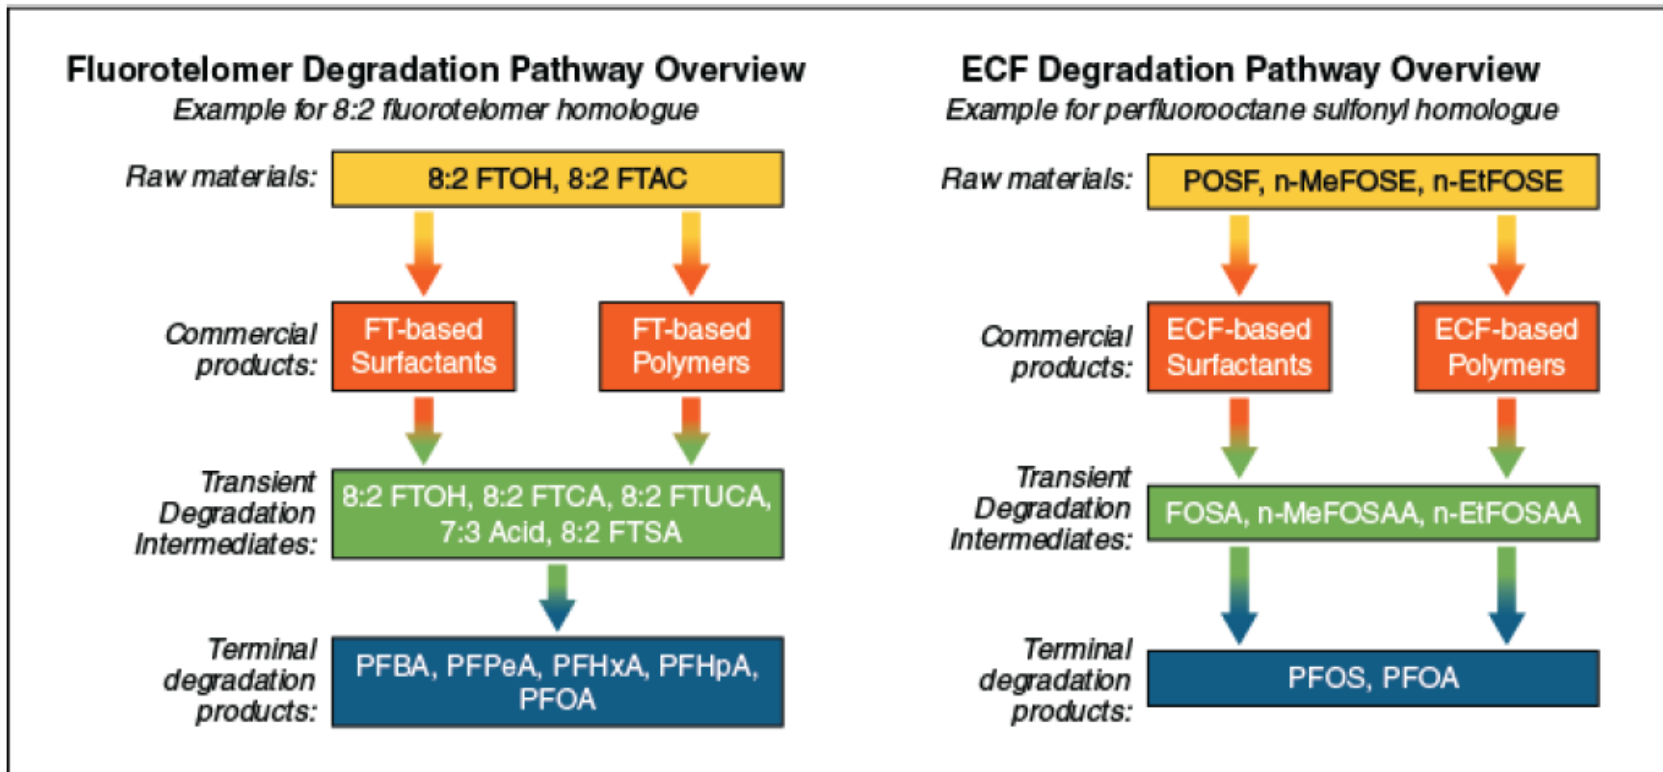 Fluorotelomer Degradation Pathway Overview
Example for 8:2 fluorotelomer homologue
Raw materials:
8:2 FTOH, 8:2 FTAC
Commercial
products:
FT-based
Surfactants
FT-based
Polymers
Transient
Degradation
Intermediates:
8:2 FTOH, 8:2 FTCA, 8:2 FTUCA,
7:3 Acid, 8:2 FTSA
Terminal
degradation
products:
PFBA, PFPeA, PFHxA, PFHpA,
PFOA
ECF Degradation Pathway Overview
Example for perfluorooctane sulfonyl homologue
Raw materials:
POSF, n-MeFOSE, n-EtFOSE
Commercial
products:
ECF-based
Surfactants
ECF-based
Polymers
Transient
Degradation
Intermediates:
FOSA, n-MeFOSAA, n-EtFOSAA
Terminal
degradation
products:
PFOS, PFOA